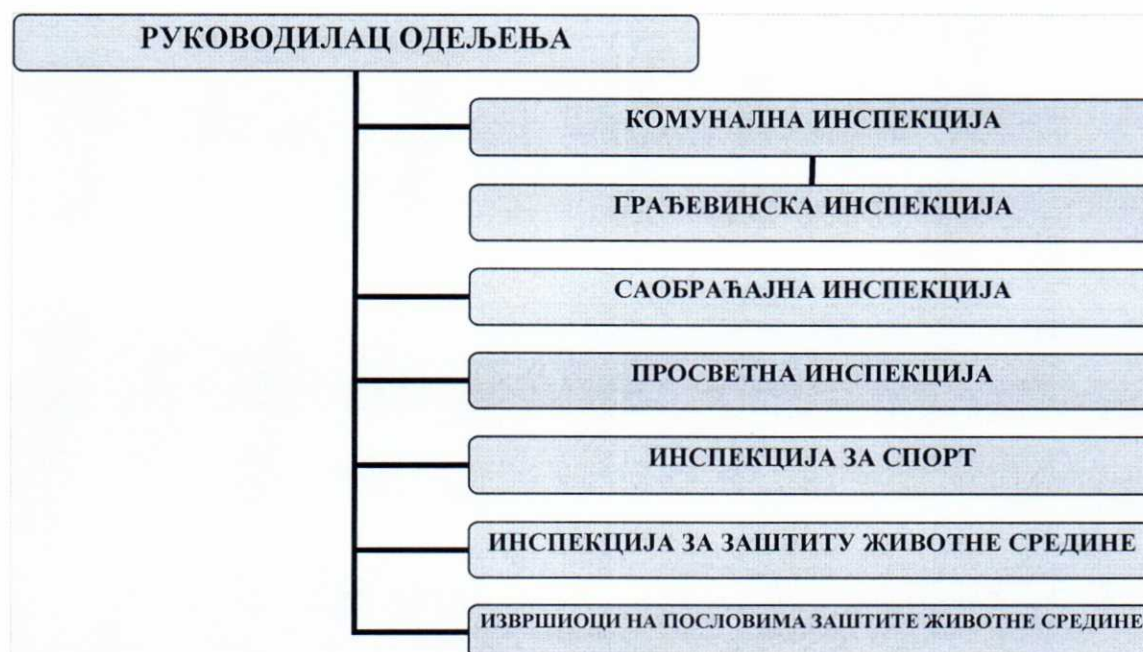 РУКОВОДИЛАЦ ОДЕЉЕЊА
КОМУНАЛНА ИНСПЕКЦИЈА
ГРАЂЕВИНСКА ИНСПЕКЦИЈА
САОБРАЋАЈНА ИНСПЕКЦИЈА
ПРОСВЕТНА ИНСПЕКЦИЈА
ИНСПЕКЦИЈА ЗА СПОРТ
ИНСПЕКЦИЈА ЗА ЗАШТИТУ ЖИВОТНЕ СРЕДИНЕ
ИЗВРШИОЦИ НА ПОСЛОВИМА ЗАШТИТЕ ЖИВОТНЕ СРЕДИНЕ